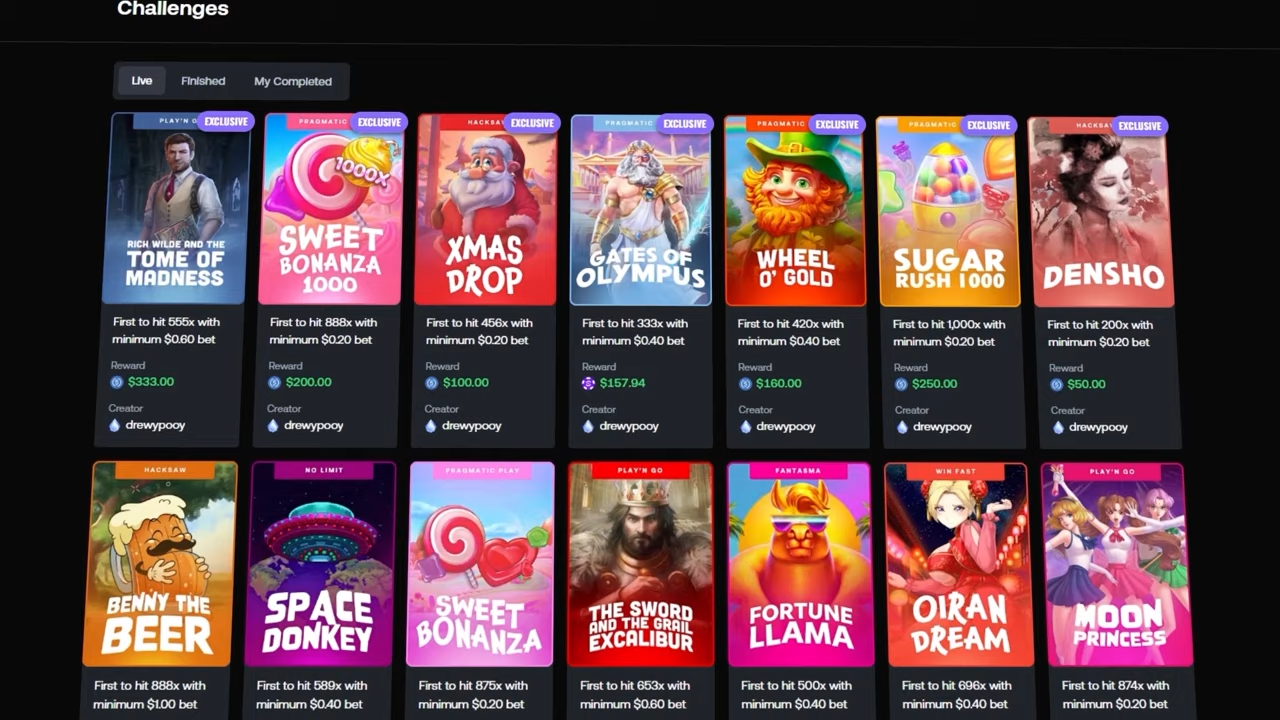 Challenges
Live
Finished
My Completed
EXCLUSIVE
RICH WILDE AND THE
TOME OF
MADNESS
First to hit 555x with
minimum $0.60 bet
Reward
$333.00
Creator
drewypooy
PRAGMATIC
EXCLUSIVE
1000X
SWEET
BONANZA
1000
First to hit 888x with
minimum $0.20 bet
Reward
$200.00
Creator
drewypooy
EXCLUSIVE
XMAS
DROP
First to hit 456x with
minimum $0.20 bet
Reward
$100.00
Creator
drewypooy
PRAGMATIC
EXCLUSIVE
GATES OF
OLYMPUS
First to hit 333x with
minimum $0.40 bet
Reward
$157.94
Creator
drewypooy
PRAGMATIC
EXCLUSIVE
WHEEL
O' GOLD
First to hit 420x with
minimum $0.40 bet
Reward
$160.00
Creator
drewypooy
PRAGMATIC
EXCLUSIVE
SUGAR
RUSH 1000
First to hit 1,000x with
minimum $0.20 bet
Reward
$250.00
Creator
drewypooy
EXCLUSIVE
DENSHO
First to hit 200x with
minimum $0.20 bet
Reward
$50.00
Creator
drewypooy
HACKSAW
BENNY THE
BEER
First to hit 888x with
minimum $1.00 bet
NO LIMIT
SPACE
DONKEY
First to hit 589x with
minimum $0.40 bet
PRAGMATIC PLAY
SWEET
BONANZA
First to hit 875x with
minimum $0.20 bet
PLAY'N GO
THE SWORD
AND THE GRAIL
EXCALIBUR
First to hit 653x with
minimum $0.60 bet
FANTASMA
FORTUNE
LLAMA
First to hit 500x with
minimum $0.40 bet
WIN FAST
OIRAN
DREAM
First to hit 696x with
minimum $0.40 bet
PLAY'N GO
MOON
PRINCESS
First to hit 874x with
minimum $0.20 bet